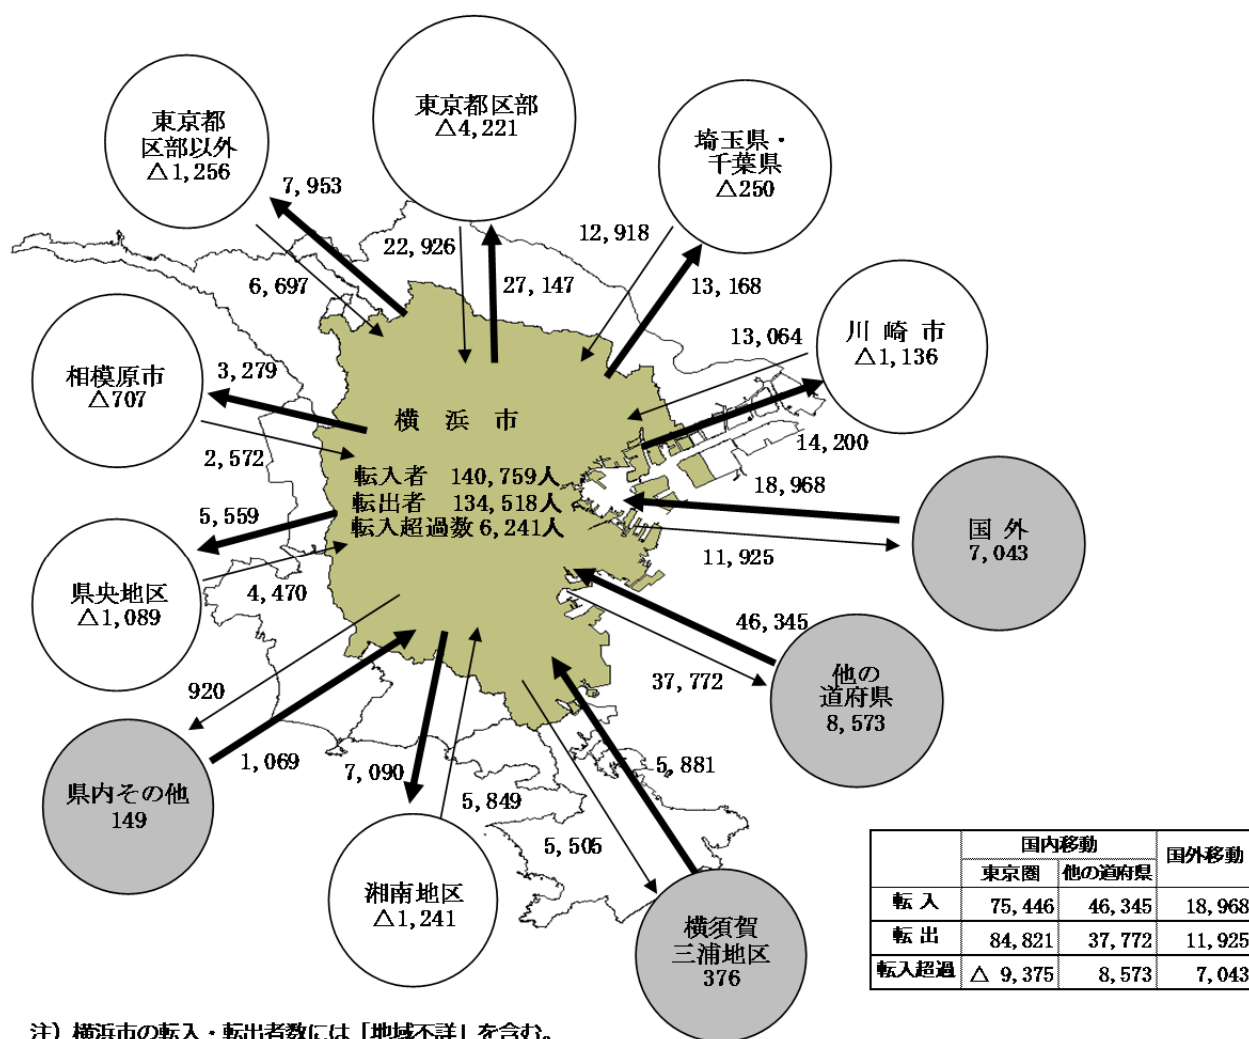 東京都
区部以外
△1,256
東京都区部
△4,221
埼玉県・
千葉県
△250
7,953
6,697
22,926
27,147
12,918
13,168
川崎市
△1,136
13,064
14,200
相模原市
△707
3,279
2,572
横浜市
転入者 140,759人
転出者 134,518人
転入超過数 6,241人
18,968
11,925
国外
7,043
5,559
4,470
県央地区
△1,089
46,345
37,772
他の
道府県
8,573
920
1,069
県内その他
149
7,090
5,849
湘南地区
△1,241
5,881
5,505
横須賀
三浦地区
376
国内移動 国外移動
東京圏 他の道府県
転入 75,446 46,345 18,968
転出 84,821 37,772 11,925
転入超過 △ 9,375 8,573 7,043
注）横浜市の転入・転出者数には「地域不詳」を含む。